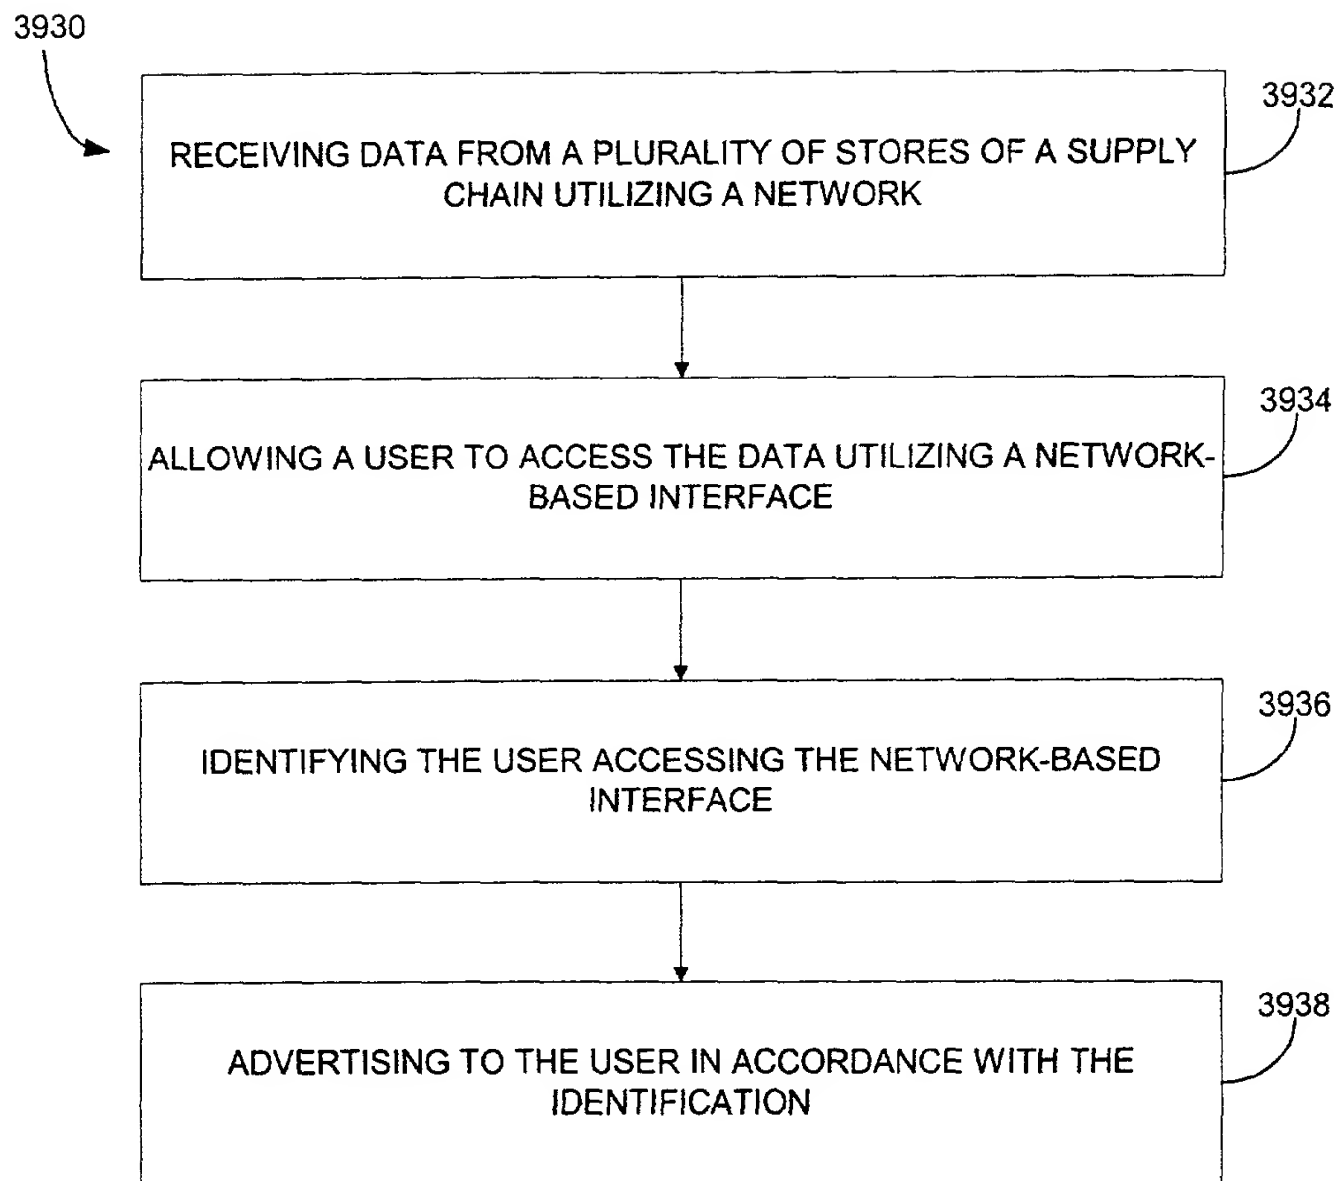 3930
3932
RECEIVING DATA FROM A PLURALITY OF STORES OF A SUPPLY
CHAIN UTILIZING A NETWORK
3934
ALLOWING A USER TO ACCESS THE DATA UTILIZING A NETWORK-
BASED INTERFACE
3936
IDENTIFYING THE USER ACCESSING THE NETWORK-BASED
INTERFACE
3938
ADVERTISING TO THE USER IN ACCORDANCE WITH THE
IDENTIFICATION